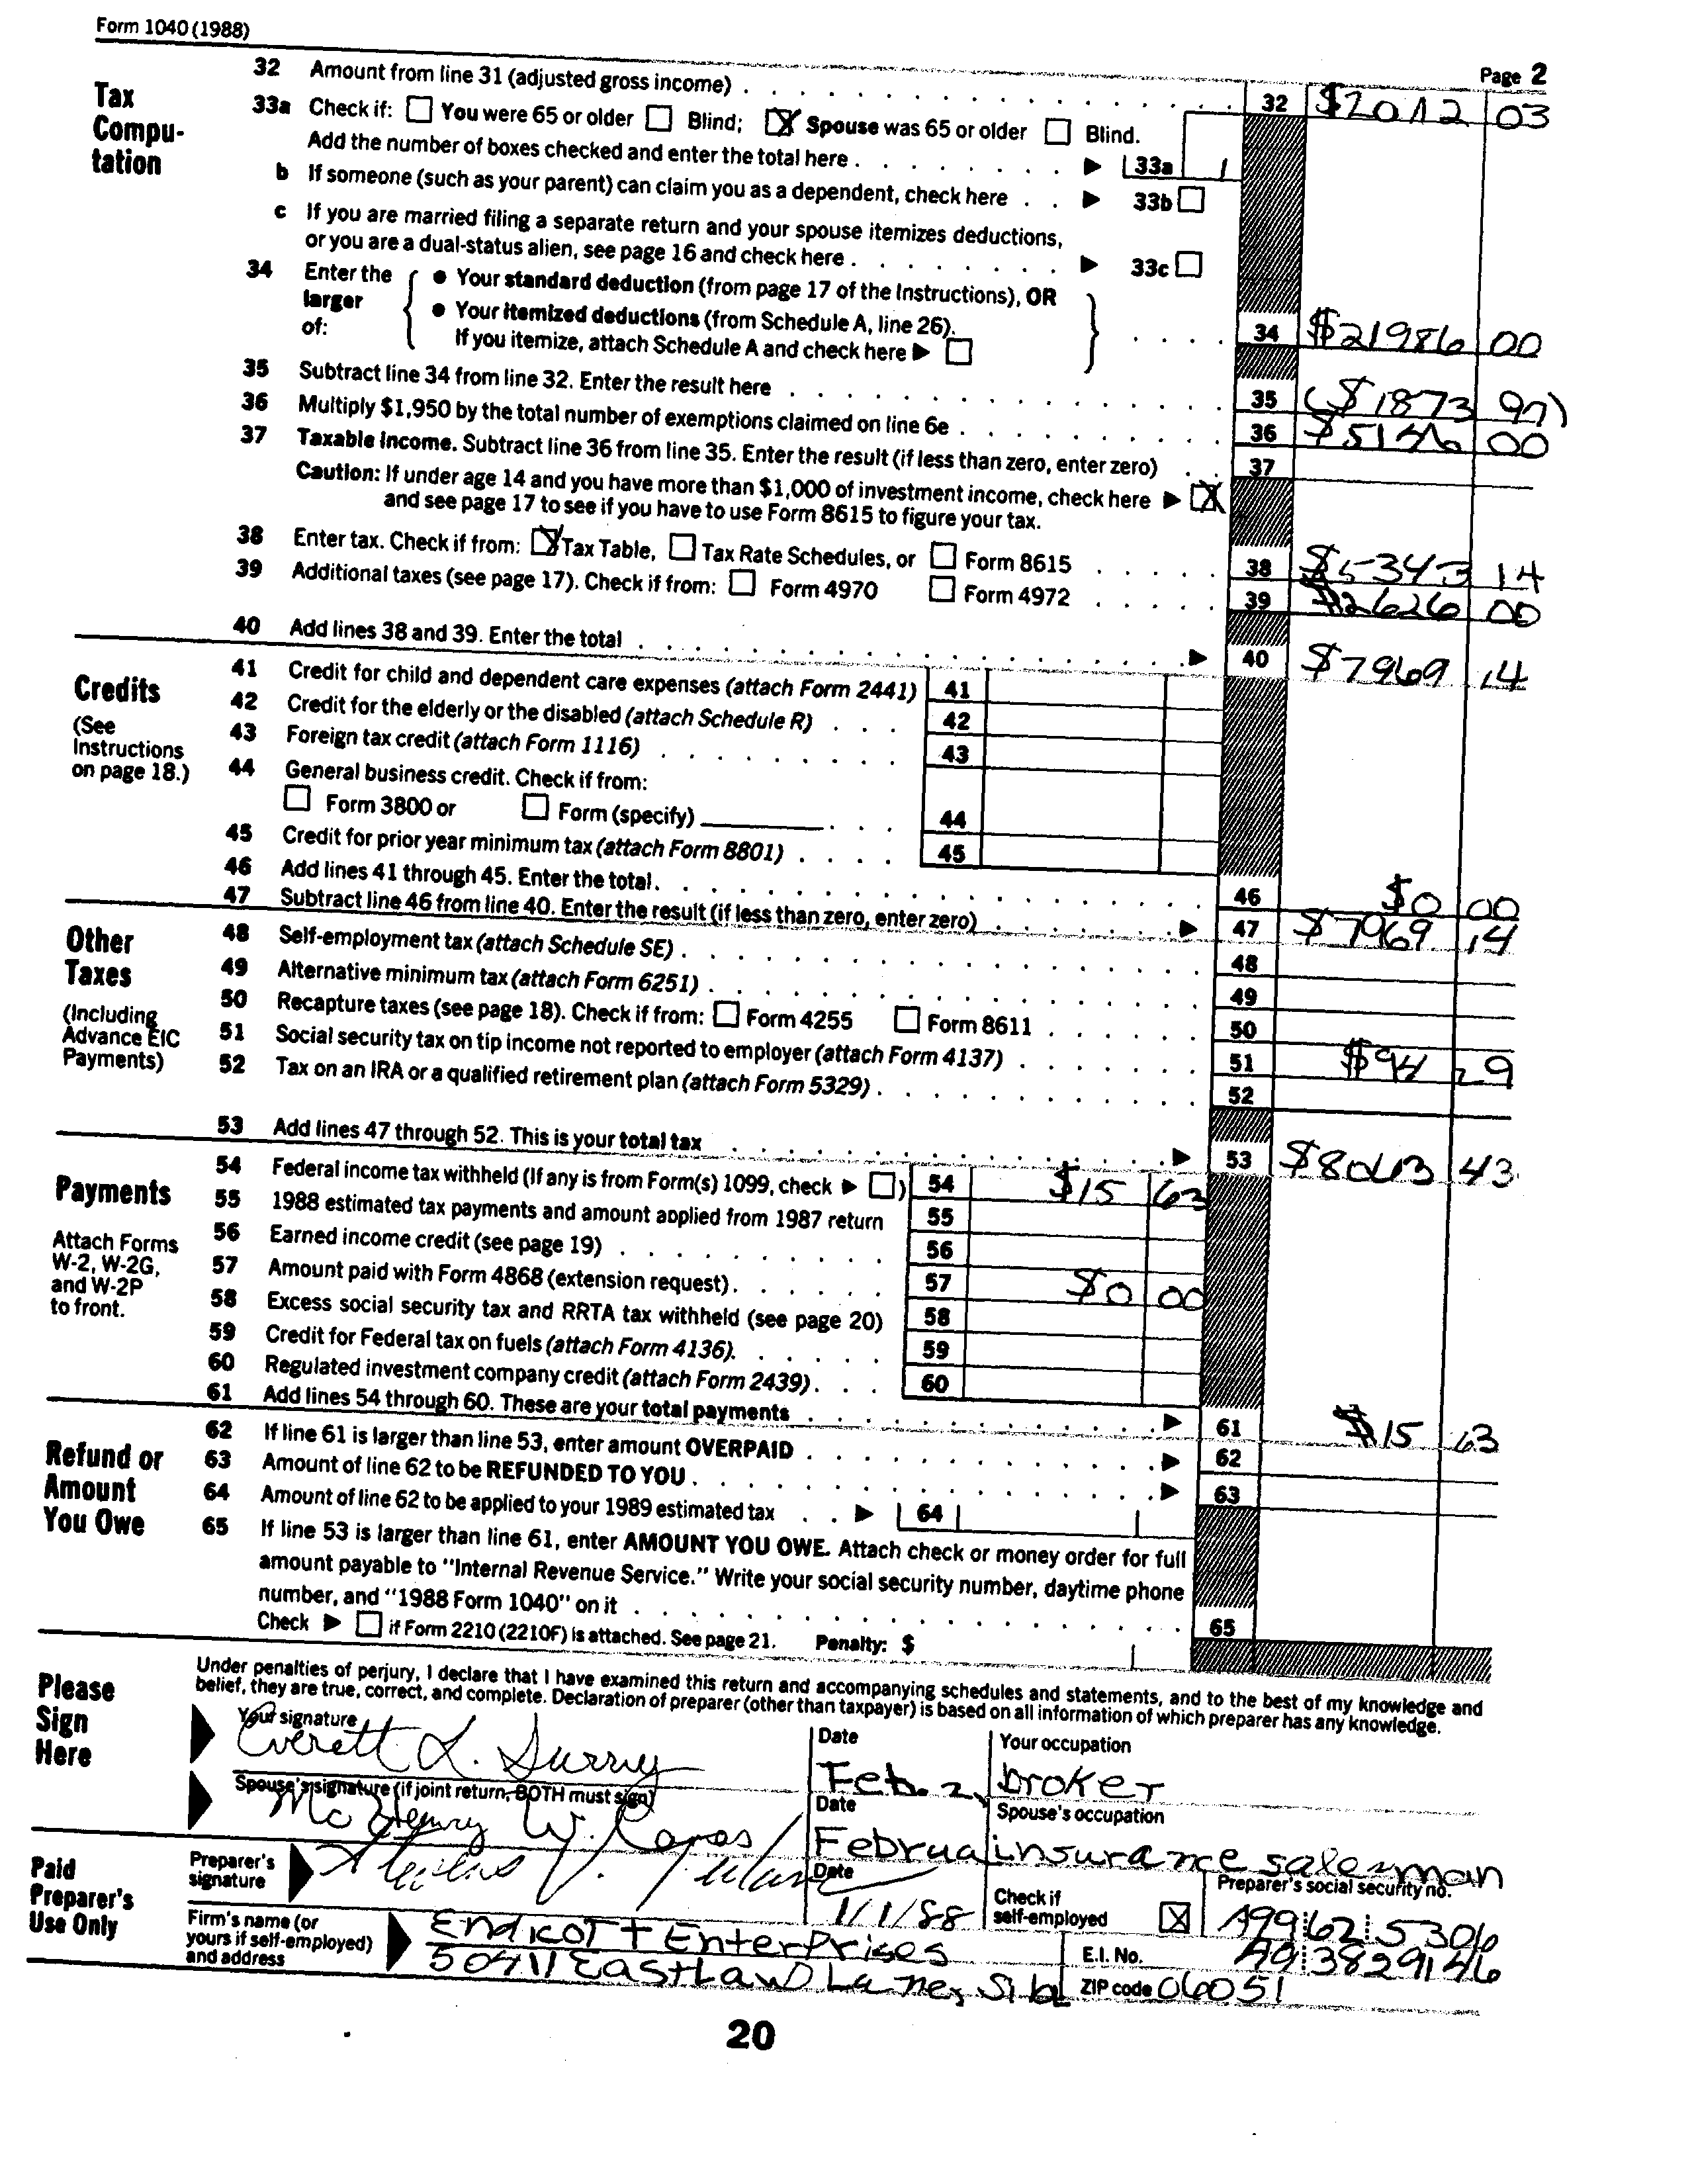 Form 1040 (1988)
Page 2
Tax Compu-tation
32 Amount from line 31 (adjusted gross income) 32 $2012 03
33a Check if: You were 65 or older Blind; X Spouse was 65 or older Blind.
Add the number of boxes checked and enter the total here 33a 1
b If someone (such as your parent) can claim you as a dependent, check here 33b
c If you are married filing a separate return and your spouse itemizes deductions,
or you are a dual-status alien, see page 16 and check here 33c
34 Enter the larger of:
• Your standard deduction (from page 17 of the Instructions), OR
• Your itemized deductions (from Schedule A, line 26).
If you itemize, attach Schedule A and check here
34 $21986 00
35 Subtract line 34 from line 32. Enter the result here 35 ($1873 97)
36 Multiply $1,950 by the total number of exemptions claimed on line 6e 36 00
37 Taxable income. Subtract line 36 from line 35. Enter the result (if less than zero, enter zero) 37
Caution: If under age 14 and you have more than $1,000 of investment income, check here X
and see page 17 to see if you have to use Form 8615 to figure your tax.
38 Enter tax. Check if from: X Tax Table, Tax Rate Schedules, or Form 8615 38 $5343 14
39 Additional taxes (see page 17). Check if from: Form 4970 Form 4972 39 $2626 00
40 Add lines 38 and 39. Enter the total 40 $7969 14
Credits
(See Instructions on page 18.)
41 Credit for child and dependent care expenses (attach Form 2441) 41
42 Credit for the elderly or the disabled (attach Schedule R) 42
43 Foreign tax credit (attach Form 1116) 43
44 General business credit. Check if from:
Form 3800 or Form (specify) 44
45 Credit for prior year minimum tax (attach Form 8801) 45
46 Add lines 41 through 45. Enter the total. 46 $0 00
47 Subtract line 46 from line 40. Enter the result (if less than zero, enter zero) 47 $7969 14
Other Taxes
(Including Advance EIC Payments)
48 Self-employment tax (attach Schedule SE) 48
49 Alternative minimum tax (attach Form 6251) 49
50 Recapture taxes (see page 18). Check if from: Form 4255 Form 8611 50
51 Social security tax on tip income not reported to employer (attach Form 4137) 51 $94 29
52 Tax on an IRA or a qualified retirement plan (attach Form 5329) 52
53 Add lines 47 through 52. This is your total tax 53 $8063 43
Payments
Attach Forms W-2, W-2G, and W-2P to front.
54 Federal income tax withheld (If any is from Form(s) 1099, check ) 54 $15 63
55 1988 estimated tax payments and amount applied from 1987 return 55
56 Earned income credit (see page 19) 56
57 Amount paid with Form 4868 (extension request) 57 $0 00
58 Excess social security tax and RRTA tax withheld (see page 20) 58
59 Credit for Federal tax on fuels (attach Form 4136) 59
60 Regulated investment company credit (attach Form 2439) 60
61 Add lines 54 through 60. These are your total payments 61 $15 63
Refund or Amount You Owe
62 If line 61 is larger than line 53, enter amount OVERPAID 62
63 Amount of line 62 to be REFUNDED TO YOU 63
64 Amount of line 62 to be applied to your 1989 estimated tax 64
65 If line 53 is larger than line 61, enter AMOUNT YOU OWE. Attach check or money order for full
amount payable to "Internal Revenue Service." Write your social security number, daytime phone
number, and "1988 Form 1040" on it 65
Check if Form 2210 (2210F) is attached. See page 21. Penalty: $
Please Sign Here
Under penalties of perjury, I declare that I have examined this return and accompanying schedules and statements, and to the best of my knowledge and
belief, they are true, correct, and complete. Declaration of preparer (other than taxpayer) is based on all information of which preparer has any knowledge.
Your signature Everett L. Surry
Date Feb. 2,
Your occupation broker
Spouse's signature (if joint return, BOTH must sign) McHenry W.
Date Februa
Spouse's occupation insurance salesman
Paid Preparer's Use Only
Preparer's signature
Date 1/1/88
Check if self-employed X
Preparer's social security no. 499 62 5306
Firm's name (or yours if self-employed) and address
Endicott Enterprises
50411 EastLawn Lane,
E.I. No. 3829146
ZIP code 06051
20